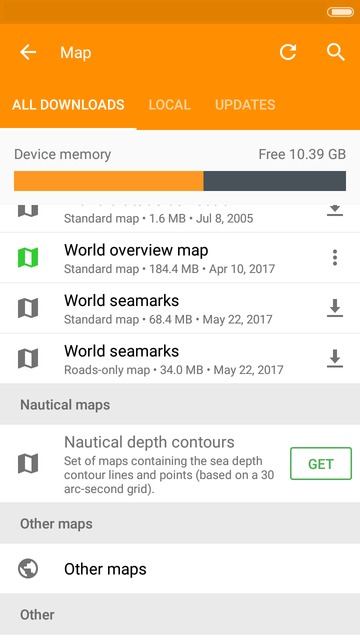 Map
ALL DOWNLOADS LOCAL UPDATES
Device memory Free 10.39 GB
Standard map • 1.6 MB • Jul 8, 2005
World overview map
Standard map • 184.4 MB • Apr 10, 2017
World seamarks
Standard map • 68.4 MB • May 22, 2017
World seamarks
Roads-only map • 34.0 MB • May 22, 2017
Nautical maps
Nautical depth contours
Set of maps containing the sea depth
contour lines and points (based on a 30
arc-second grid).
GET
Other maps
Other maps
Other